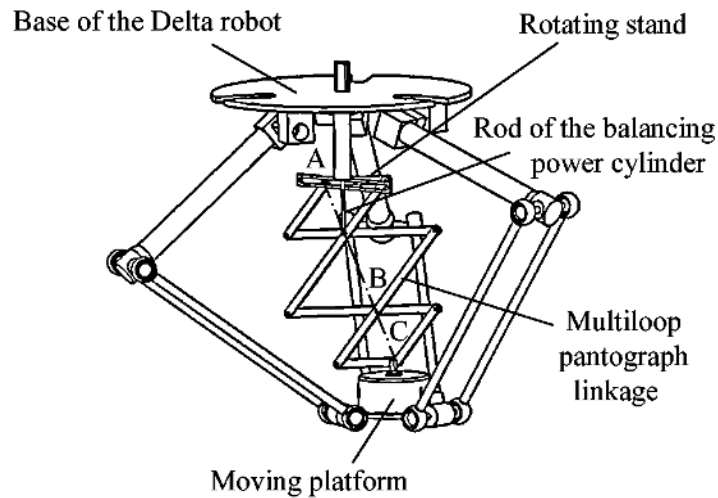 Base of the Delta robot
Rotating stand
Rod of the balancing
power cylinder
A
B
C
Multiloop
pantograph
linkage
Moving platform